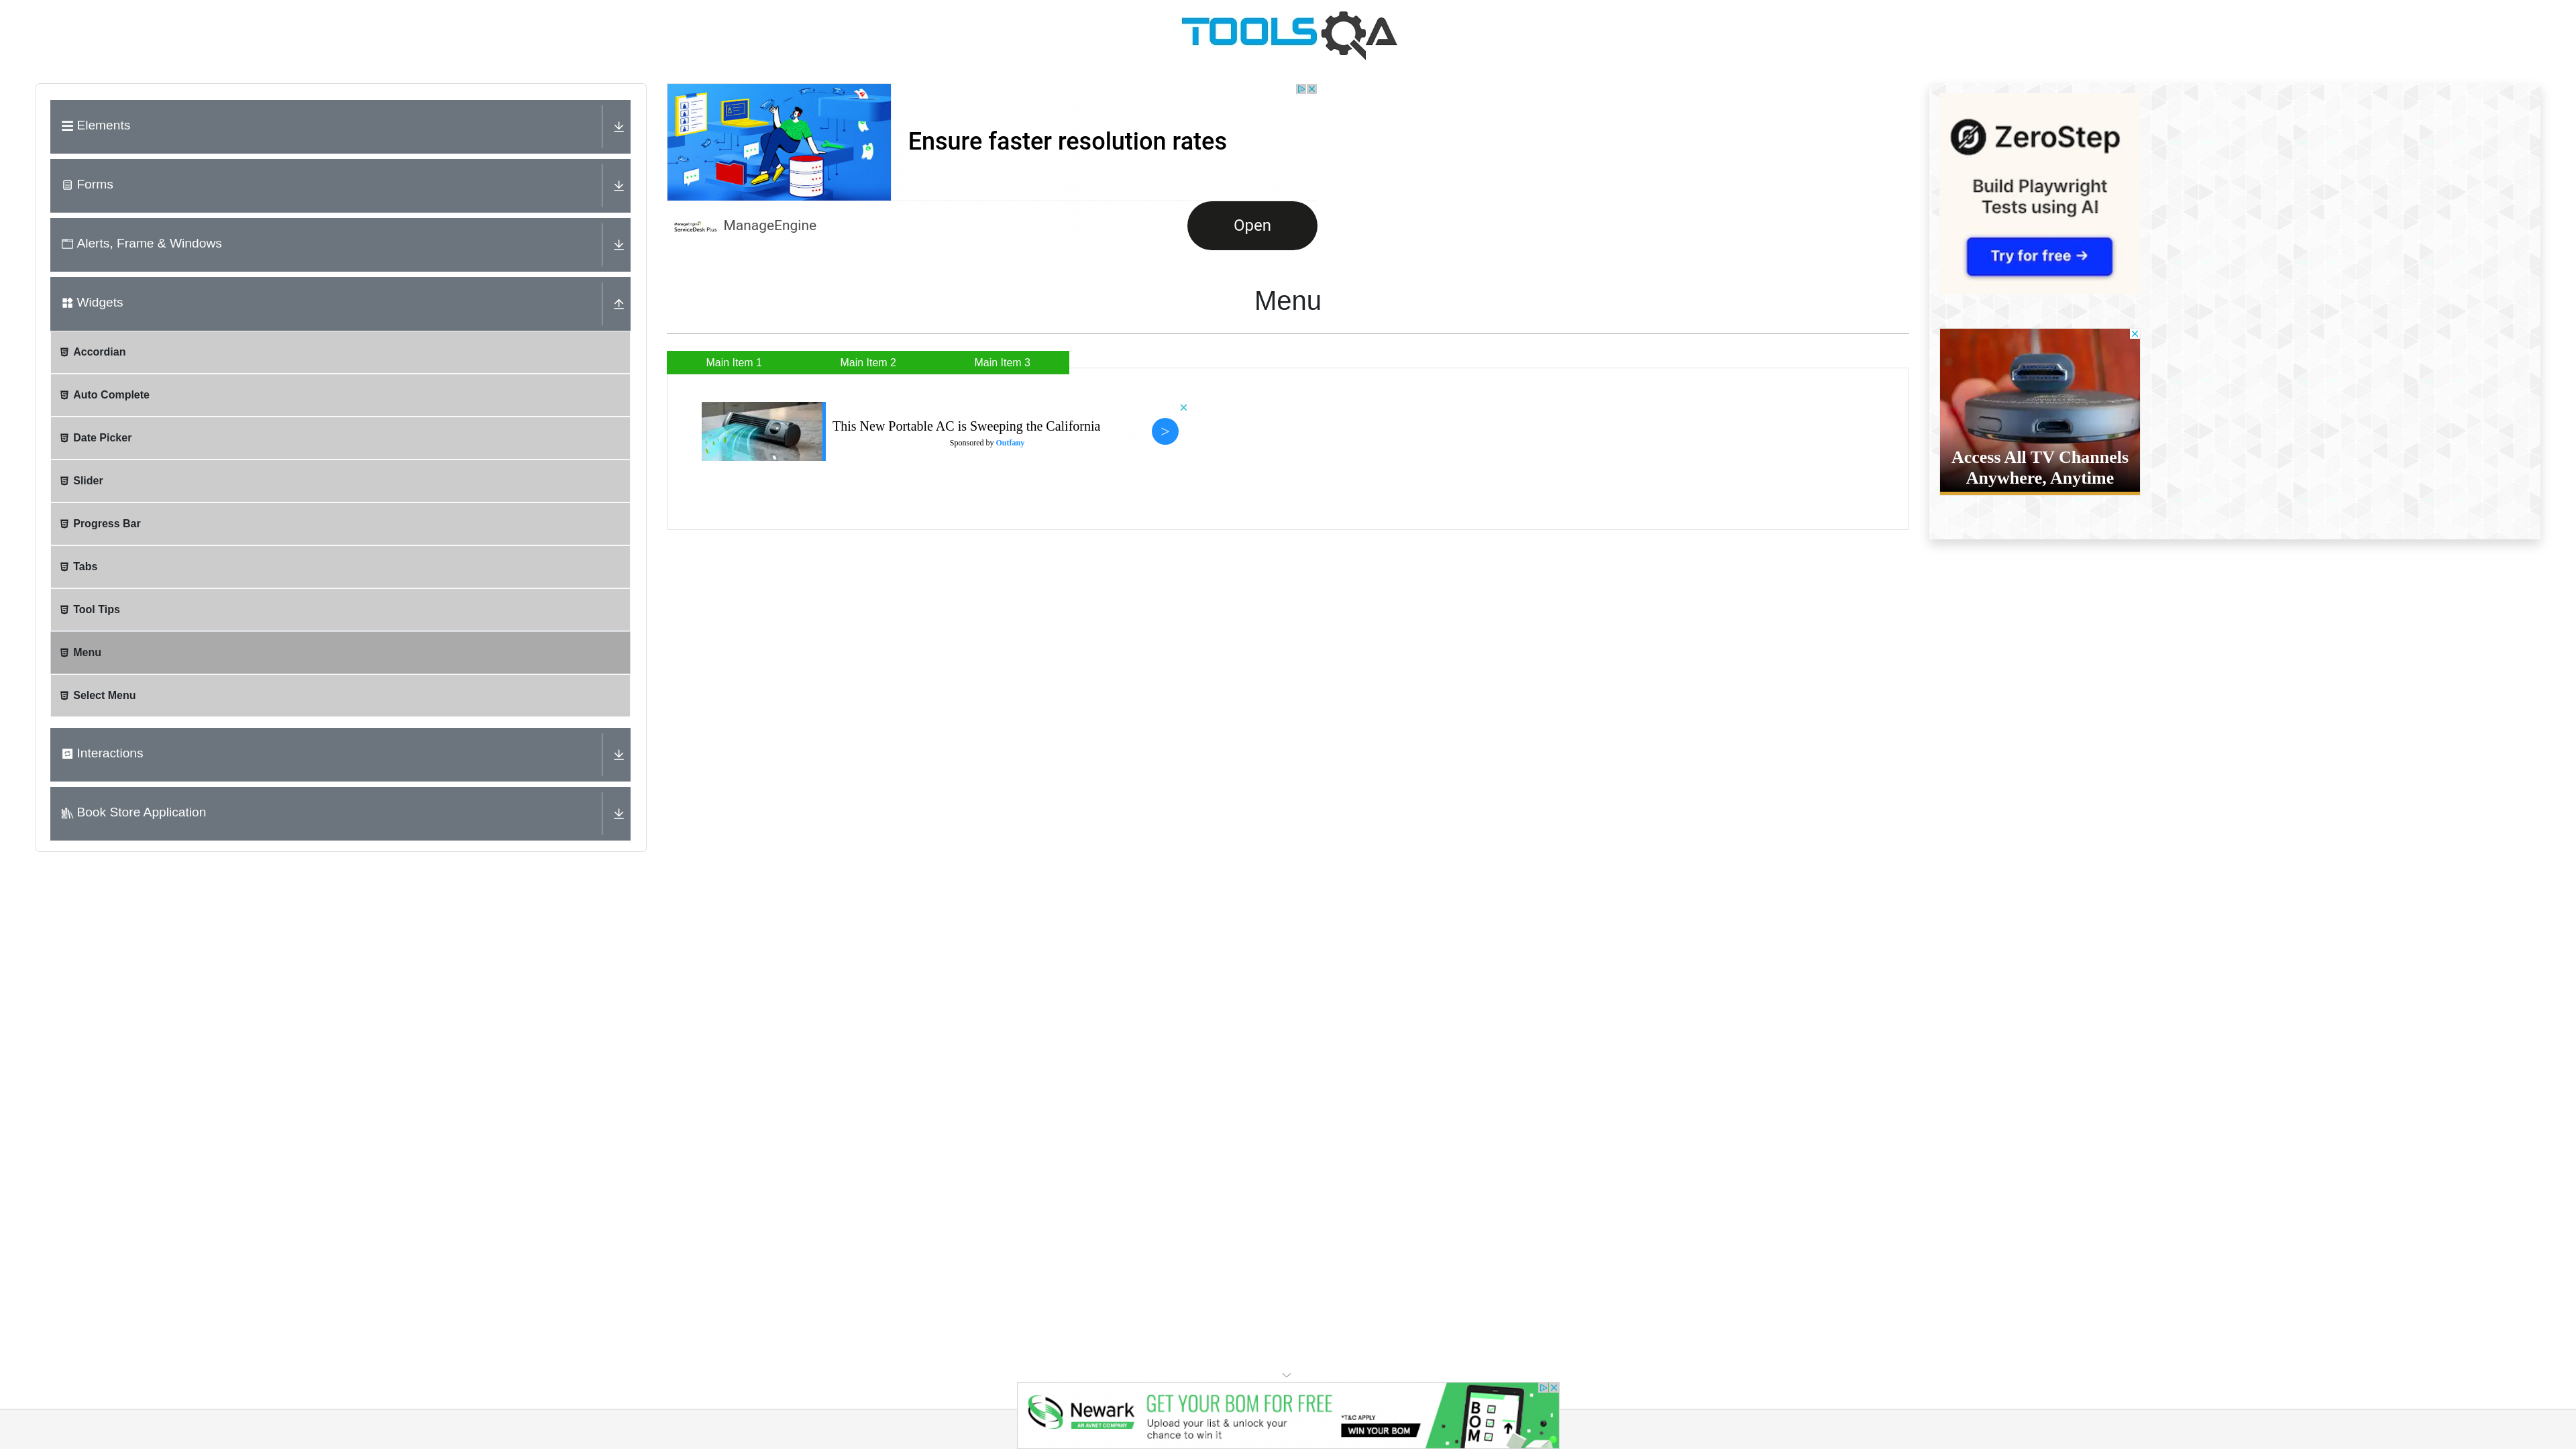 TOOLSQA
Elements
Forms
Alerts, Frame & Windows
Widgets
Accordian
Auto Complete
Date Picker
Slider
Progress Bar
Tabs
Tool Tips
Menu
Select Menu
Interactions
Book Store Application
Ensure faster resolution rates
ServiceDesk Plus
ManageEngine
Open
Menu
Main Item 1
Main Item 2
Main Item 3
This New Portable AC is Sweeping the California
Sponsored by Outfany
>
ZeroStep
Build Playwright
Tests using AI
Try for free →
Access All TV Channels
Anywhere, Anytime
Newark
AN AVNET COMPANY
GET YOUR BOM FOR FREE
Upload your list & unlock your
chance to win it
*T&C APPLY
WIN YOUR BOM
B
O
M